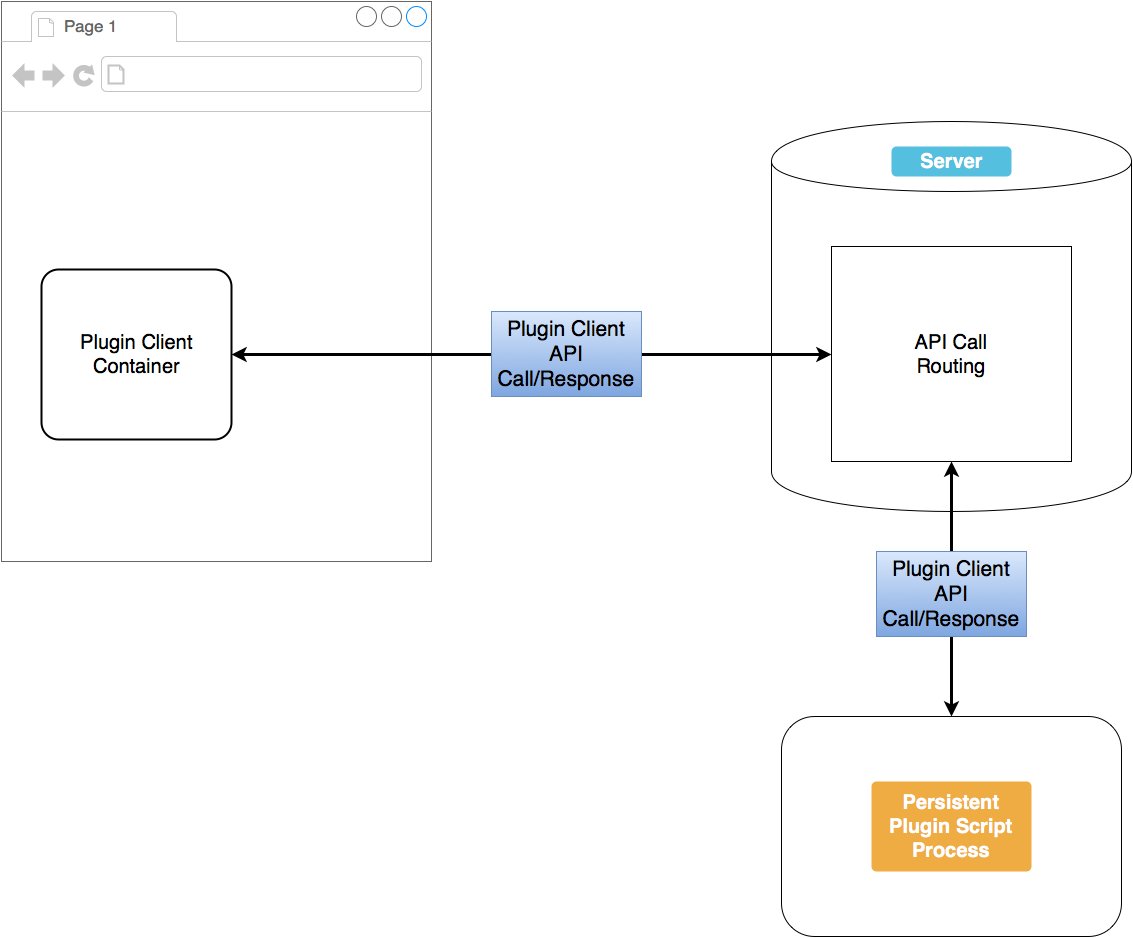 Page 1
Server
Plugin Client
Container
Plugin Client
API
Call/Response
API Call
Routing
Plugin Client
API
Call/Response
Persistent
Plugin Script
Process